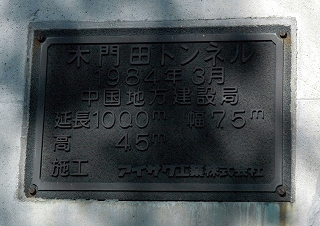 木門田トンネル
1984年3月
中国地方建設局
延長1000m 幅7.5m
高 4.5m
施工 アイサワ工業株式会社